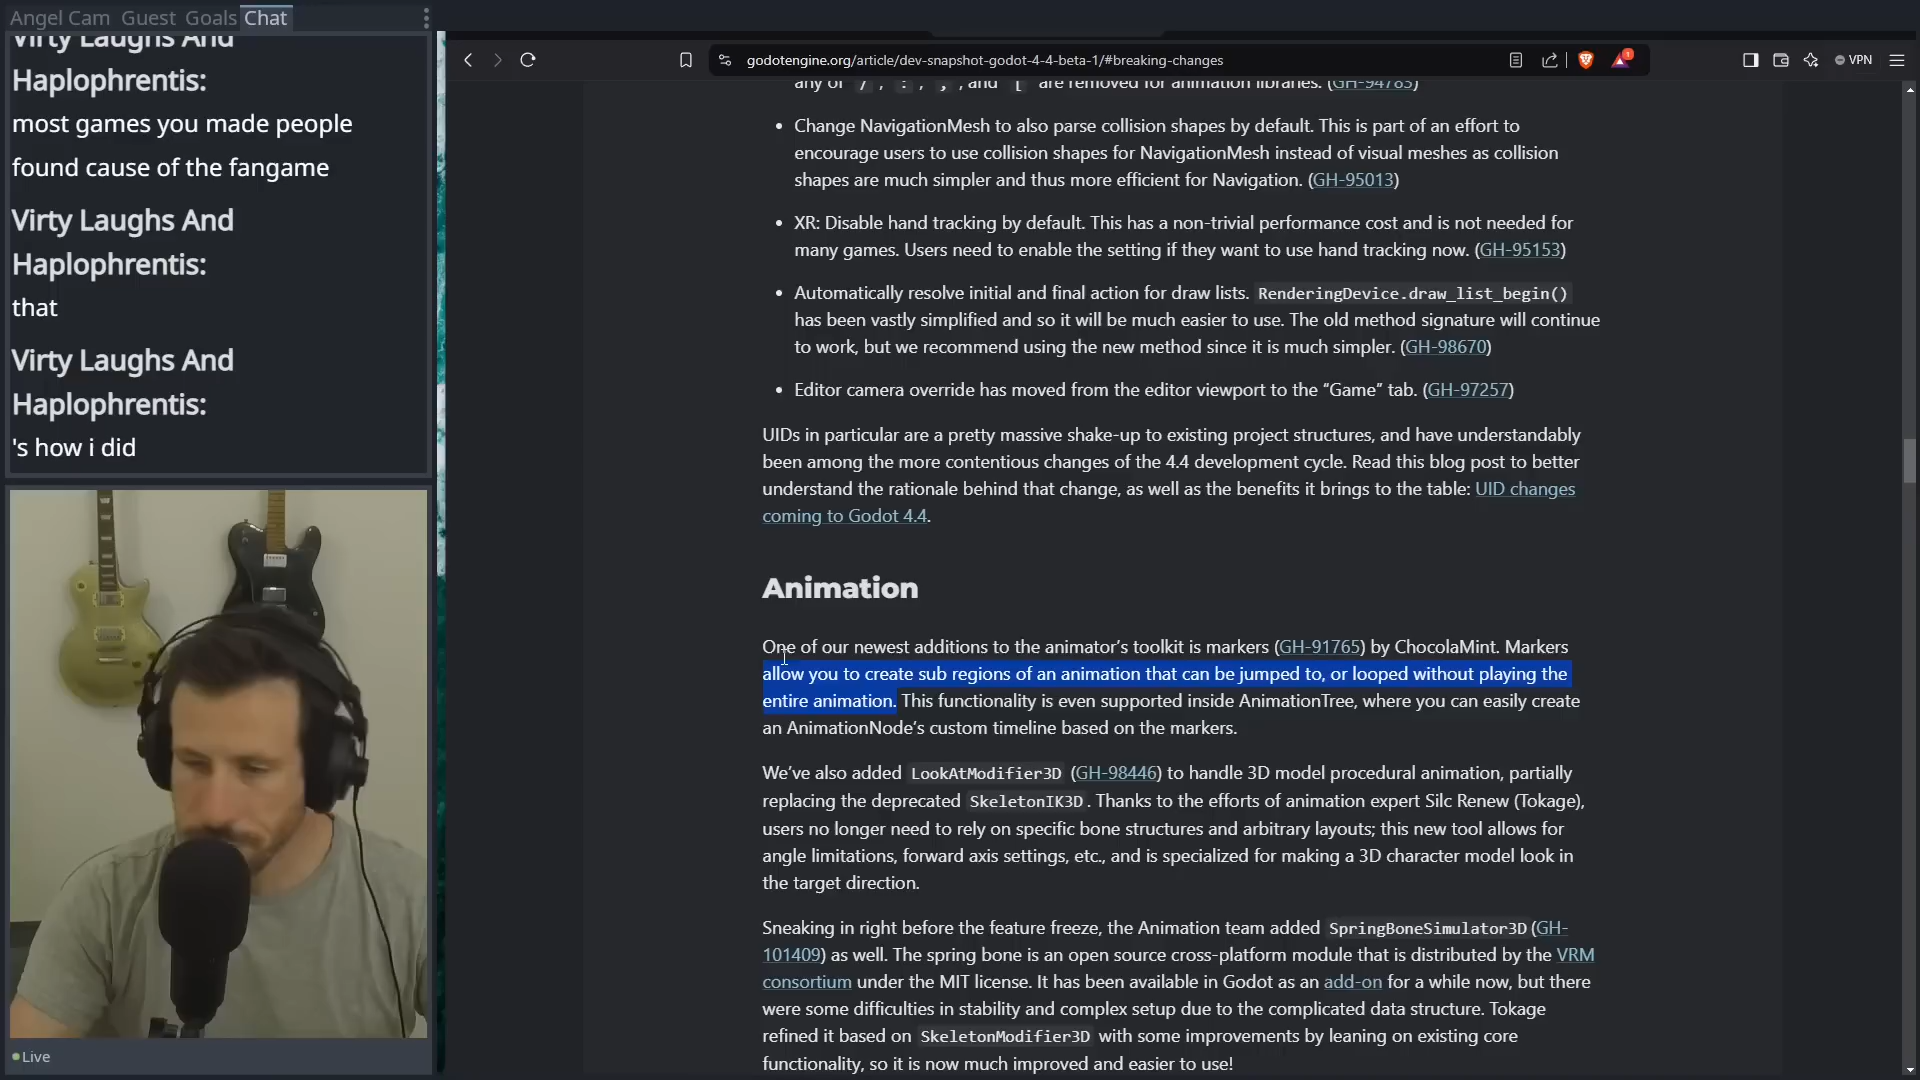 Angel Cam Guest Goals Chat
Virty Laughs And
Haplophrentis:
most games you made people
found cause of the fangame
Virty Laughs And
Haplophrentis:
that
Virty Laughs And
Haplophrentis:
's how i did
Live
godotengine.org/article/dev-snapshot-godot-4-4-beta-1/#breaking-changes
1
VPN
any of / , : , , , and [ are removed for animation libraries. (GH-94783)
• Change NavigationMesh to also parse collision shapes by default. This is part of an effort to
encourage users to use collision shapes for NavigationMesh instead of visual meshes as collision
shapes are much simpler and thus more efficient for Navigation. (GH-95013)
• XR: Disable hand tracking by default. This has a non-trivial performance cost and is not needed for
many games. Users need to enable the setting if they want to use hand tracking now. (GH-95153)
• Automatically resolve initial and final action for draw lists. RenderingDevice.draw_list_begin()
has been vastly simplified and so it will be much easier to use. The old method signature will continue
to work, but we recommend using the new method since it is much simpler. (GH-98670)
• Editor camera override has moved from the editor viewport to the “Game” tab. (GH-97257)
UIDs in particular are a pretty massive shake-up to existing project structures, and have understandably
been among the more contentious changes of the 4.4 development cycle. Read this blog post to better
understand the rationale behind that change, as well as the benefits it brings to the table: UID changes
coming to Godot 4.4.
Animation
One of our newest additions to the animator’s toolkit is markers (GH-91765) by ChocolaMint. Markers
allow you to create sub regions of an animation that can be jumped to, or looped without playing the
entire animation. This functionality is even supported inside AnimationTree, where you can easily create
an AnimationNode’s custom timeline based on the markers.
We’ve also added LookAtModifier3D (GH-98446) to handle 3D model procedural animation, partially
replacing the deprecated SkeletonIK3D. Thanks to the efforts of animation expert Silc Renew (Tokage),
users no longer need to rely on specific bone structures and arbitrary layouts; this new tool allows for
angle limitations, forward axis settings, etc., and is specialized for making a 3D character model look in
the target direction.
Sneaking in right before the feature freeze, the Animation team added SpringBoneSimulator3D (GH-
101409) as well. The spring bone is an open source cross-platform module that is distributed by the VRM
consortium under the MIT license. It has been available in Godot as an add-on for a while now, but there
were some difficulties in stability and complex setup due to the complicated data structure. Tokage
refined it based on SkeletonModifier3D with some improvements by leaning on existing core
functionality, so it is now much improved and easier to use!